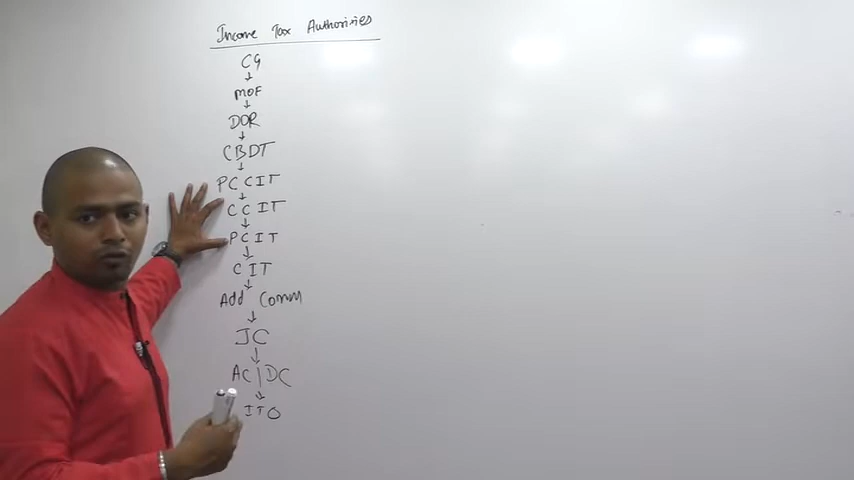 Income Tax Authorities
CG
MOF
DOR
CBDT
PCCIT
CCIT
PCIT
CIT
Add Comm
JC
AC|DC
ITO